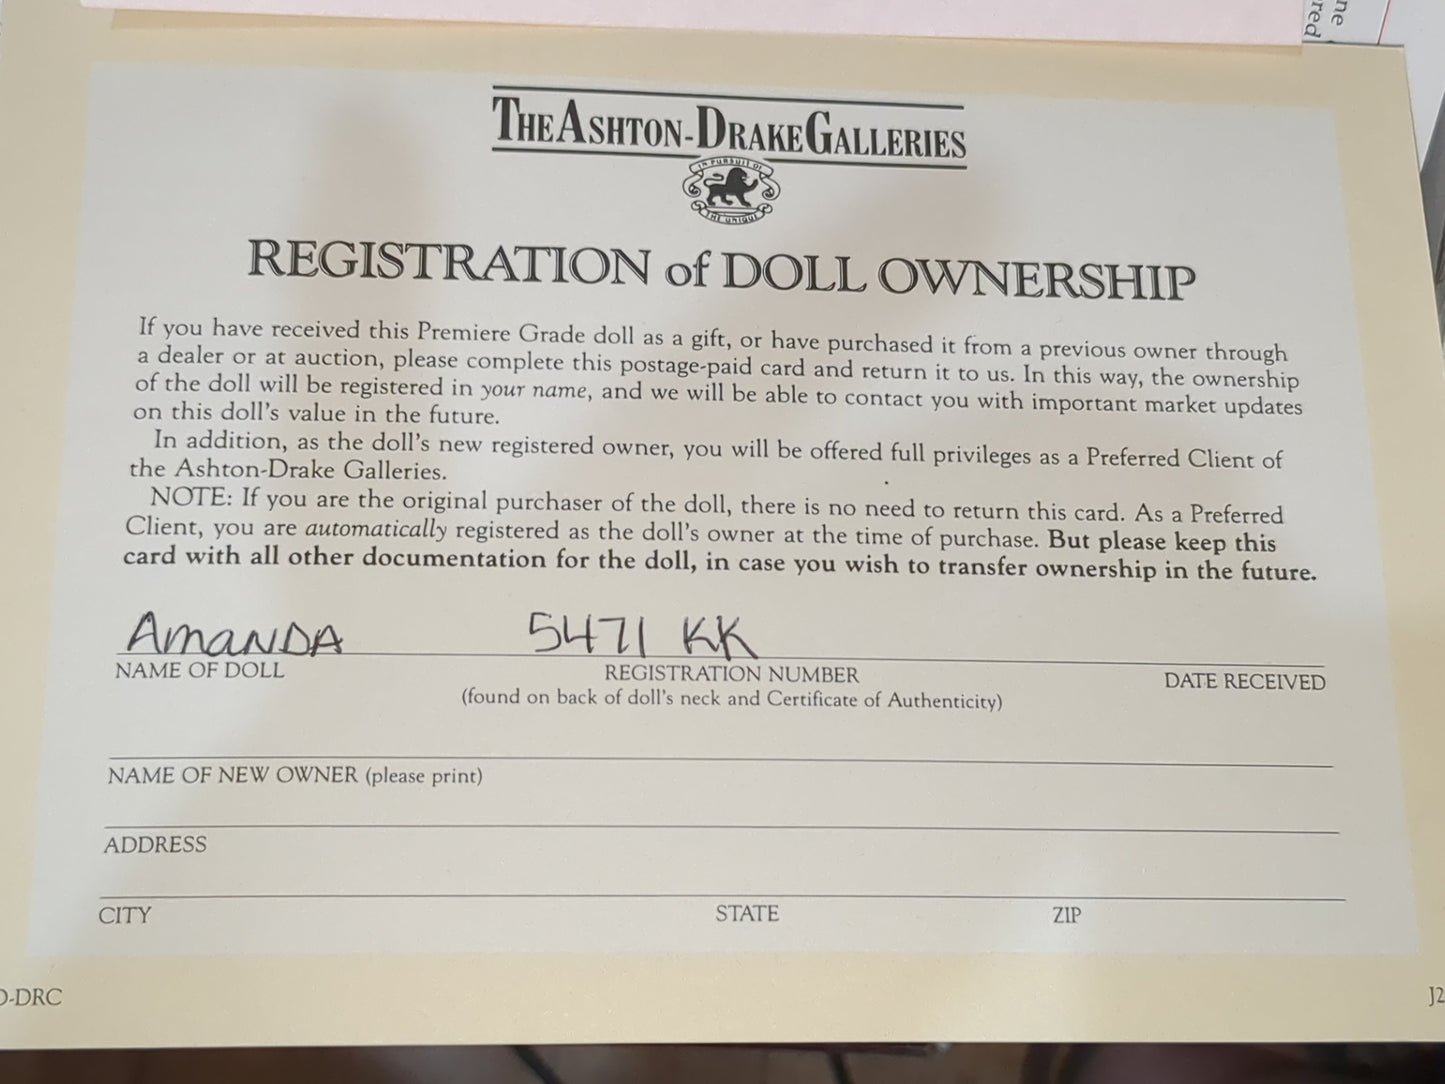 ne
red
THE ASHTON-DRAKE GALLERIES
IN PURSUIT OF
THE UNIQUE
REGISTRATION of DOLL OWNERSHIP
If you have received this Premiere Grade doll as a gift, or have purchased it from a previous owner through
a dealer or at auction, please complete this postage-paid card and return it to us. In this way, the ownership
of the doll will be registered in your name, and we will be able to contact you with important market updates
on this doll's value in the future.
In addition, as the doll's new registered owner, you will be offered full privileges as a Preferred Client of
the Ashton-Drake Galleries.
NOTE: If you are the original purchaser of the doll, there is no need to return this card. As a Preferred
Client, you are automatically registered as the doll's owner at the time of purchase. But please keep this
card with all other documentation for the doll, in case you wish to transfer ownership in the future.
AmanDA 5471 KK
NAME OF DOLL REGISTRATION NUMBER DATE RECEIVED
(found on back of doll's neck and Certificate of Authenticity)
NAME OF NEW OWNER (please print)
ADDRESS
CITY STATE ZIP
D-DRC J2